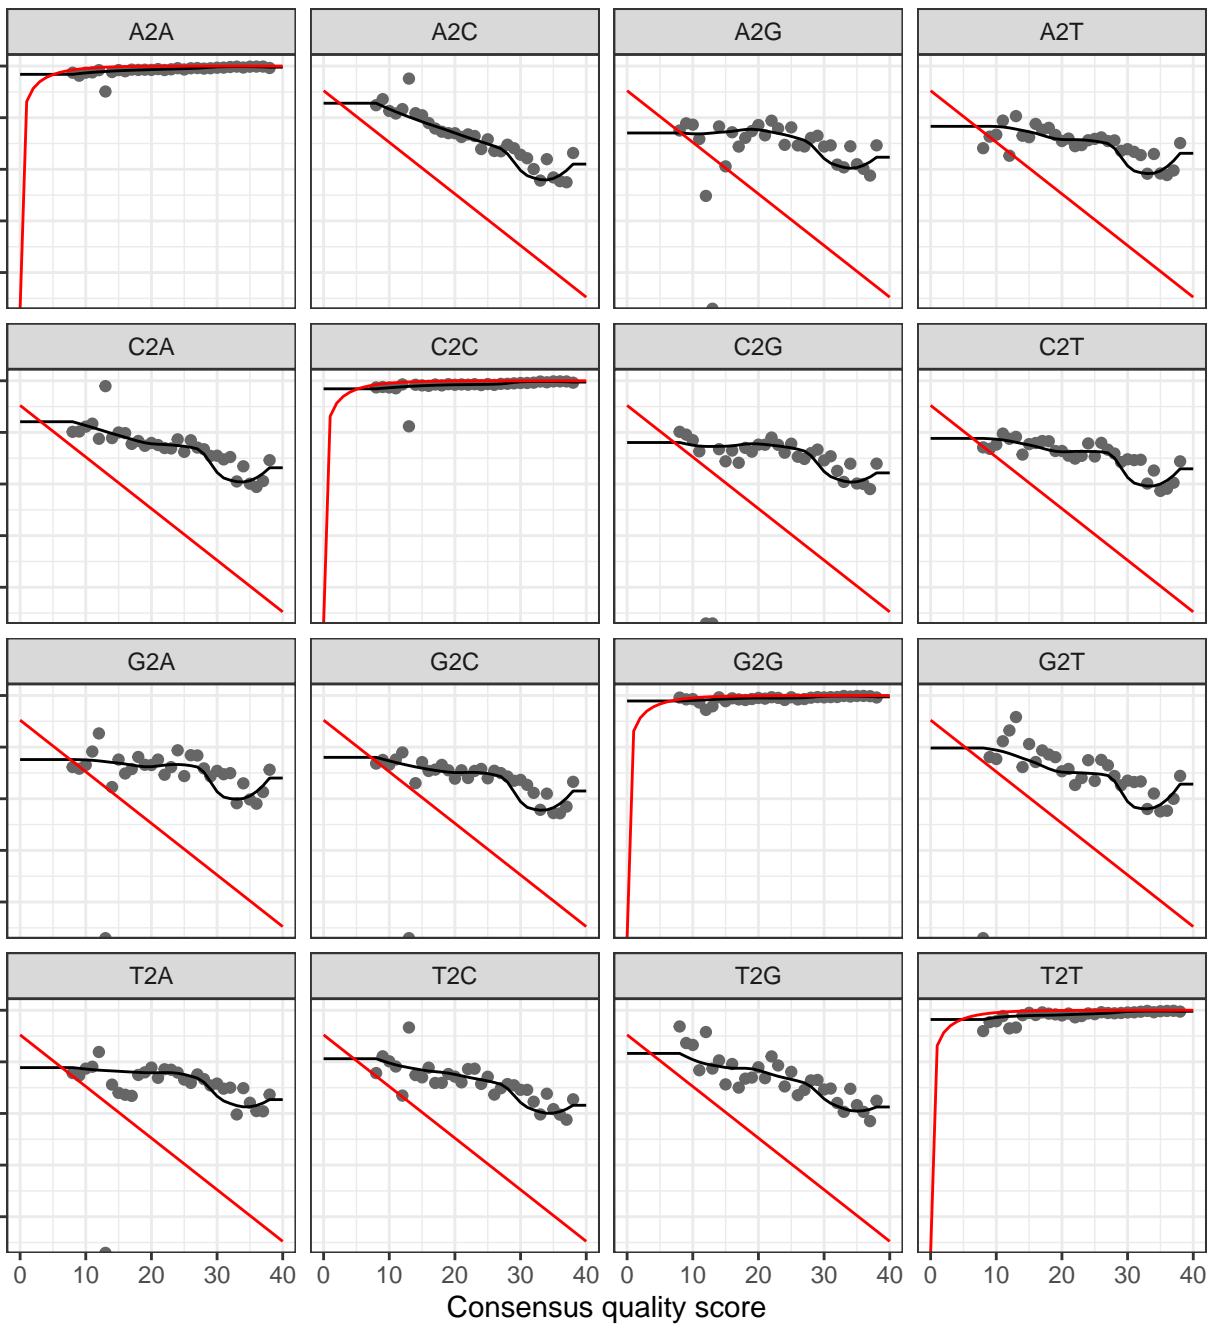 A2A A2C A2G A2T
C2A C2C C2G C2T
G2A G2C G2G G2T
T2A T2C T2G T2T
0 10 20 30 40 0 10 20 30 40 0 10 20 30 40 0 10 20 30 40
Consensus quality score